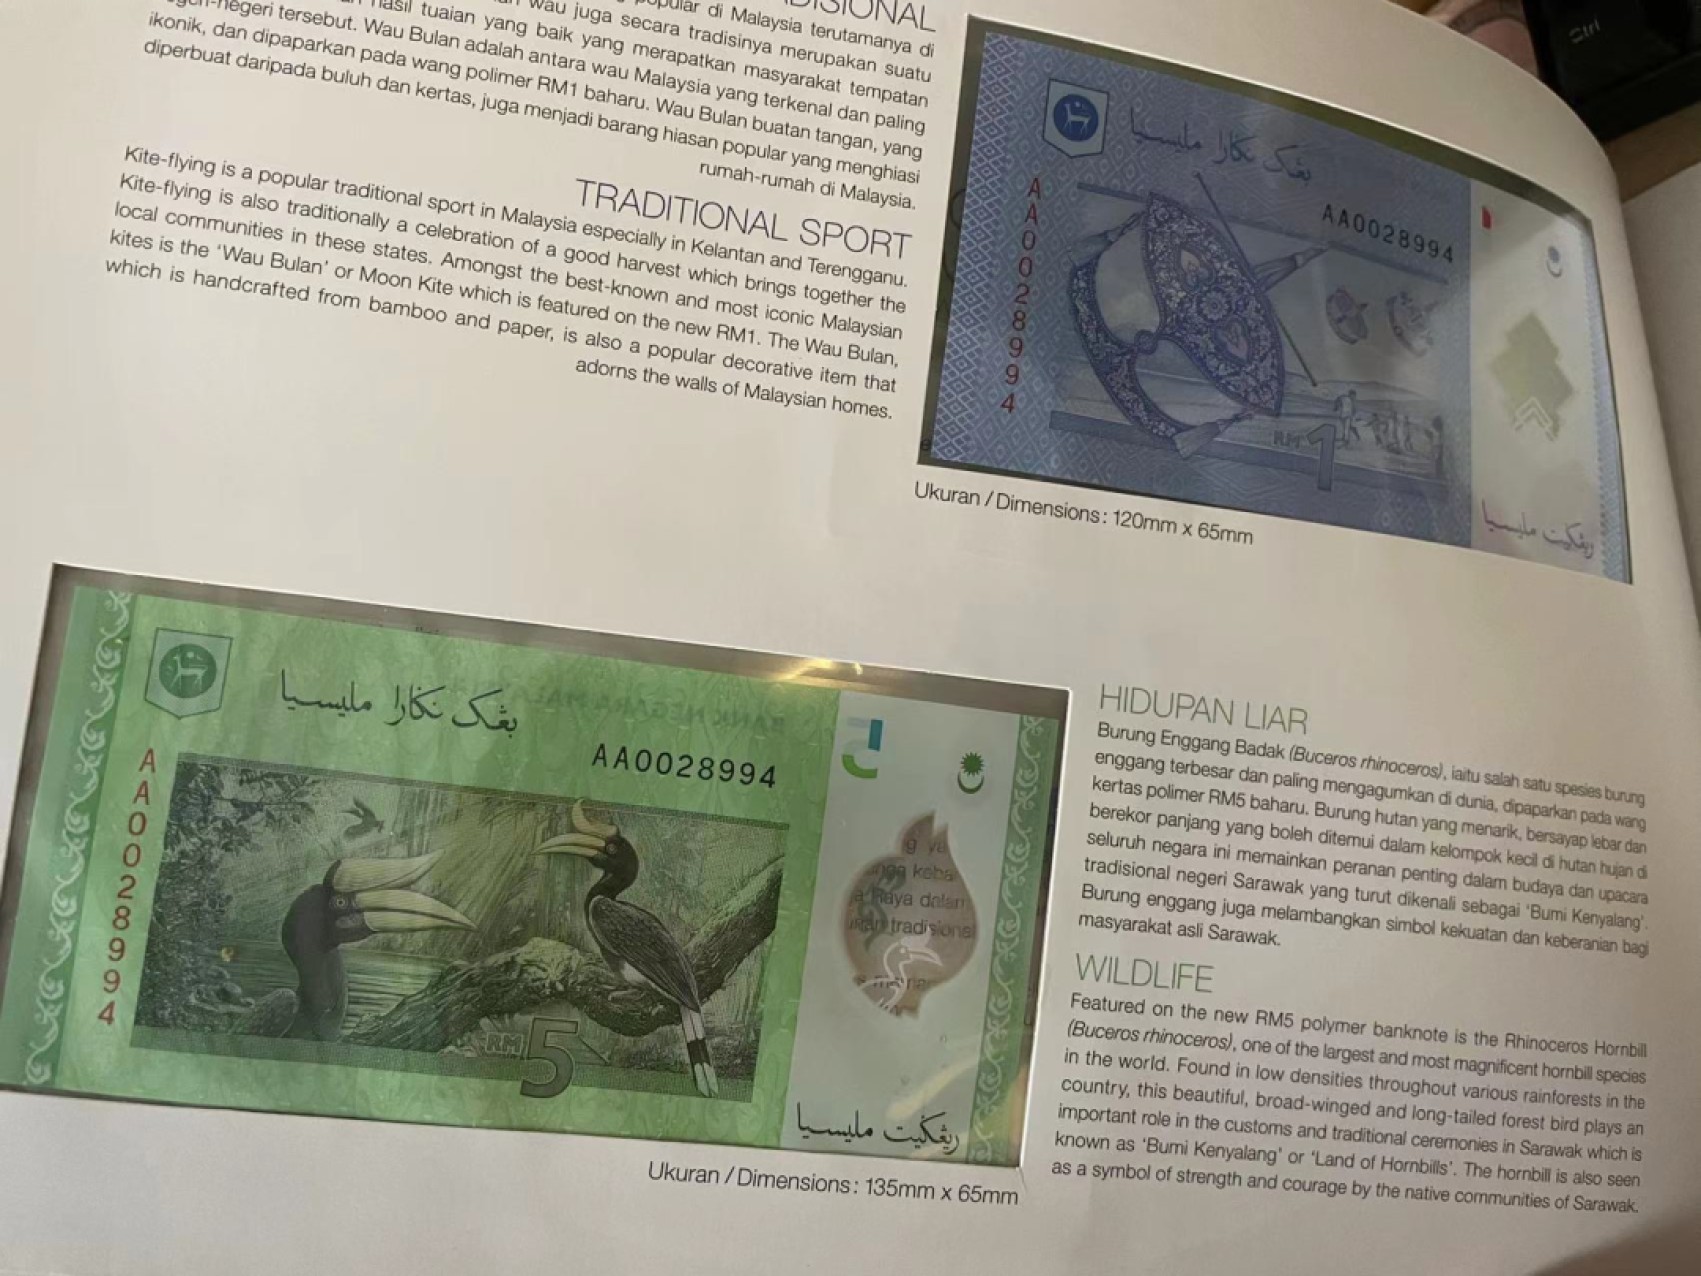 DISIONAL
popular di Malaysia terutamanya di
wau juga secara tradisinya merupakan suatu
hasil tuaian yang baik yang merapatkan masyarakat tempatan
-negeri tersebut. Wau Bulan adalah antara wau Malaysia yang terkenal dan paling
ikonik, dan dipaparkan pada wang polimer RM1 baharu. Wau Bulan buatan tangan, yang
diperbuat daripada buluh dan kertas, juga menjadi barang hiasan popular yang menghiasi
rumah-rumah di Malaysia.
TRADITIONAL SPORT
Kite-flying is a popular traditional sport in Malaysia especially in Kelantan and Terengganu.
Kite-flying is also traditionally a celebration of a good harvest which brings together the
local communities in these states. Amongst the best-known and most iconic Malaysian
kites is the 'Wau Bulan' or Moon Kite which is featured on the new RM1. The Wau Bulan,
which is handcrafted from bamboo and paper, is also a popular decorative item that
adorns the walls of Malaysian homes.
Ctrl
بڠک نݢارا مليسيا
AA0028994
AA0028994
RM1
ريڠݢيت مليسيا
Ukuran / Dimensions: 120mm x 65mm
بڠک نݢارا مليسيا
AA0028994
AA0028994
5
RM5
ريڠݢيت مليسيا
Ukuran / Dimensions: 135mm x 65mm
HIDUPAN LIAR
Burung Enggang Badak (Buceros rhinoceros), iaitu salah satu spesies burung
enggang terbesar dan paling mengagumkan di dunia, dipaparkan pada wang
kertas polimer RM5 baharu. Burung hutan yang menarik, bersayap lebar dan
berekor panjang yang boleh ditemui dalam kelompok kecil di hutan hujan di
seluruh negara ini memainkan peranan penting dalam budaya dan upacara
tradisional negeri Sarawak yang turut dikenali sebagai 'Bumi Kenyalang'.
Burung enggang juga melambangkan simbol kekuatan dan keberanian bagi
masyarakat asli Sarawak.
WILDLIFE
Featured on the new RM5 polymer banknote is the Rhinoceros Hornbill
(Buceros rhinoceros), one of the largest and most magnificent hornbill species
in the world. Found in low densities throughout various rainforests in the
country, this beautiful, broad-winged and long-tailed forest bird plays an
important role in the customs and traditional ceremonies in Sarawak which is
known as 'Bumi Kenyalang' or 'Land of Hornbills'. The hornbill is also seen
as a symbol of strength and courage by the native communities of Sarawak.